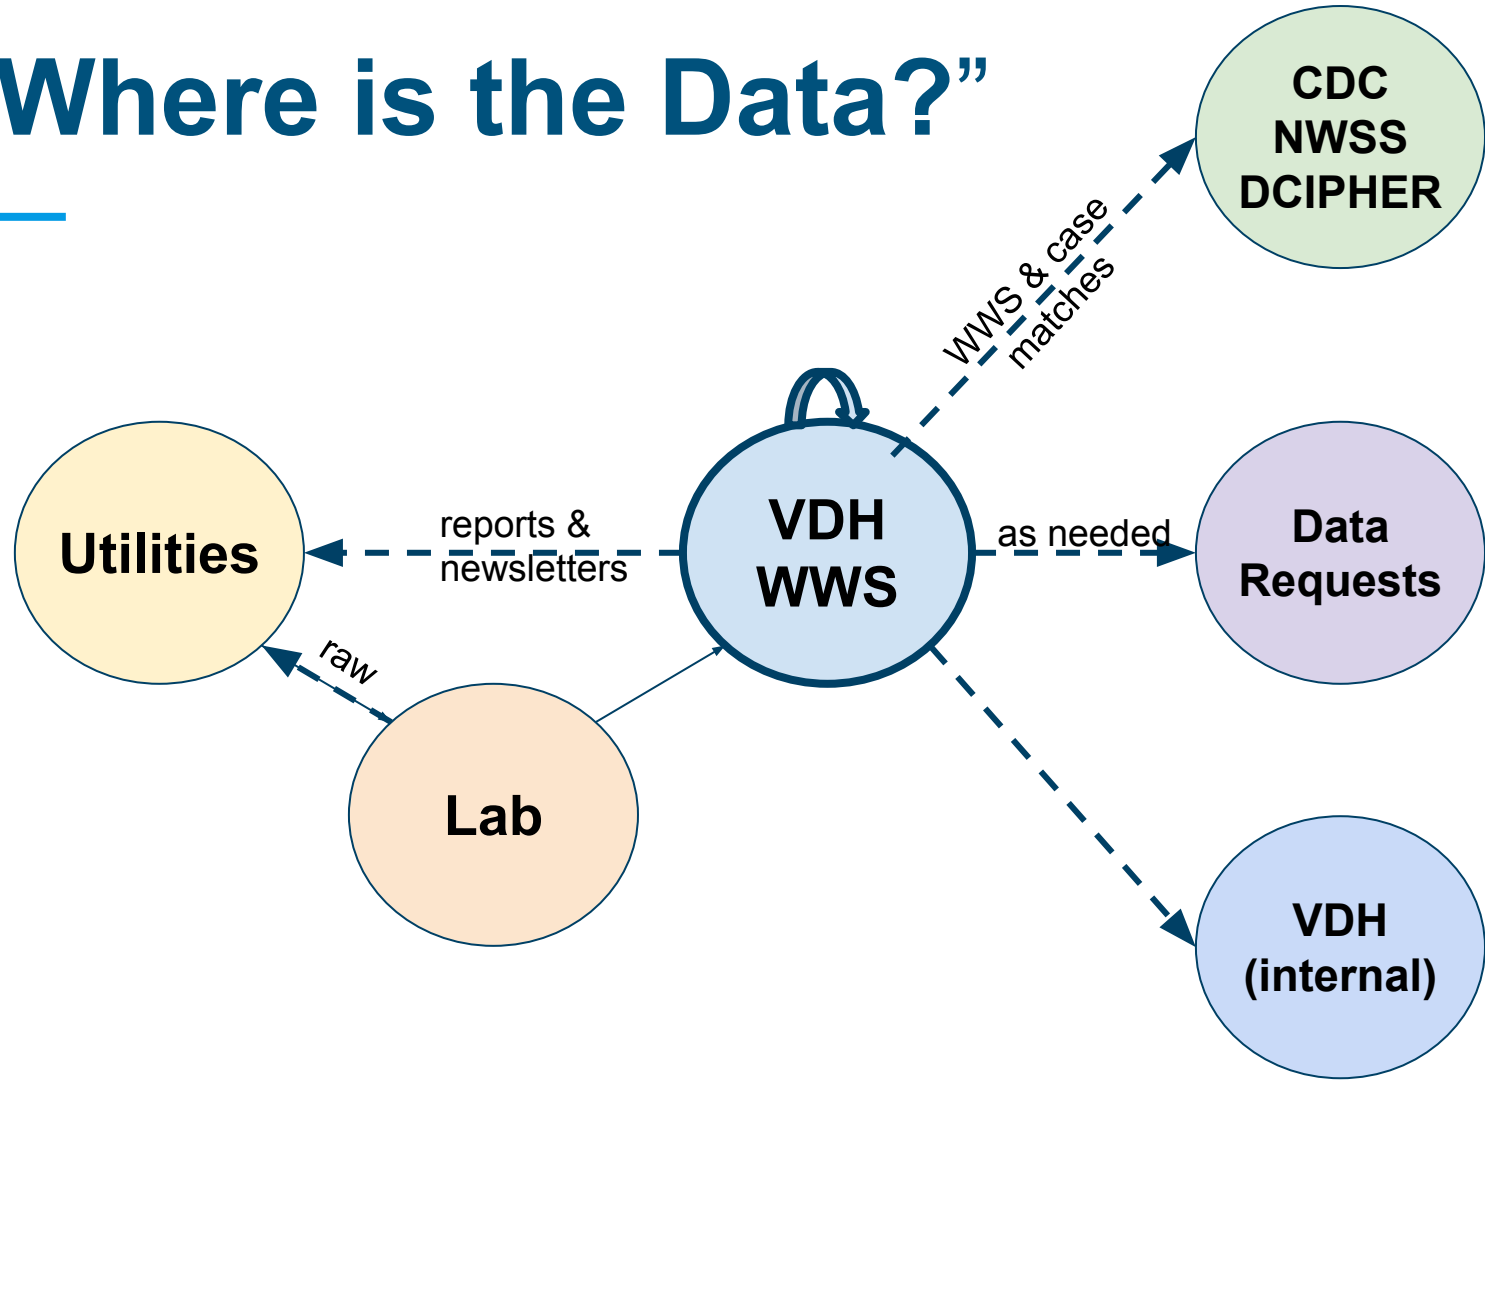 Where is the Data?”
CDC
NWSS
DCIPHER
WWS & case
matches
Utilities
reports &
newsletters
VDH
WWS
as needed
Data
Requests
raw
Lab
VDH
(internal)